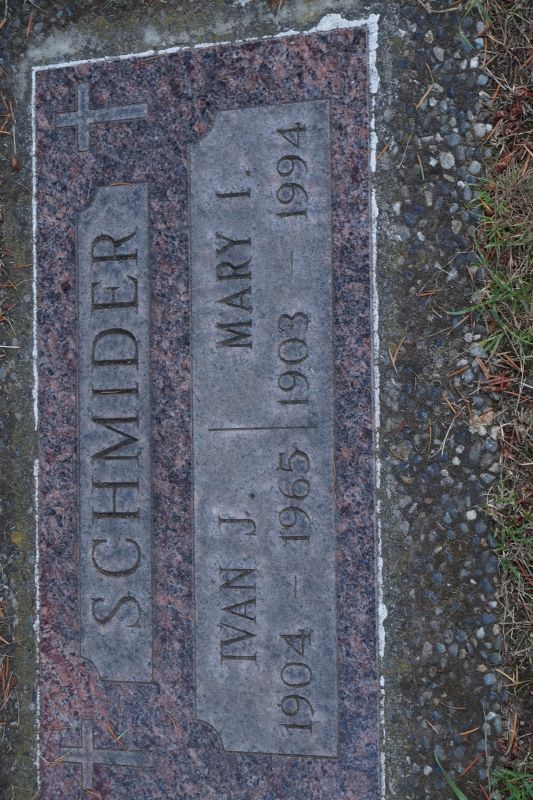 SCHMIDER
IVAN J.
1904 – 1965
MARY I.
1903 – 1994